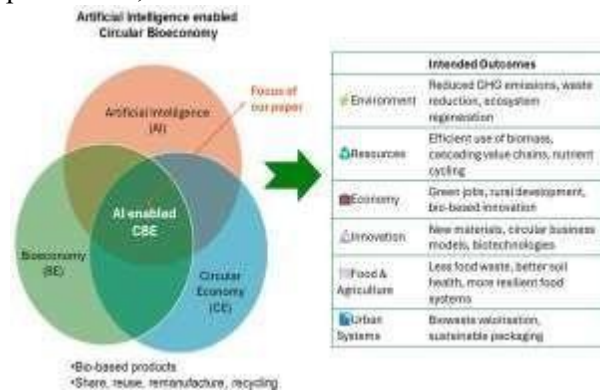 Artificial Intelligence enabled
Circular Bioeconomy
Focus of
our paper
Artificial Intelligence
(AI)
AI enabled
CBE
Bioeconomy
(BE)
Circular
Economy
(CE)
•Bio-based products
•Share, reuse, remanufacture, recycling
Intended Outcomes
Environment
Reduced GHG emissions, waste
reduction, ecosystem
regeneration
Resources
Efficient use of biomass,
cascading value chains, nutrient
cycling
Economy
Green jobs, rural development,
bio-based innovation
Innovation
New materials, circular business
models, biotechnologies
Food &
Agriculture
Less food waste, better soil
health, more resilient food
systems
Urban
Systems
Biowaste valorisation,
sustainable packaging